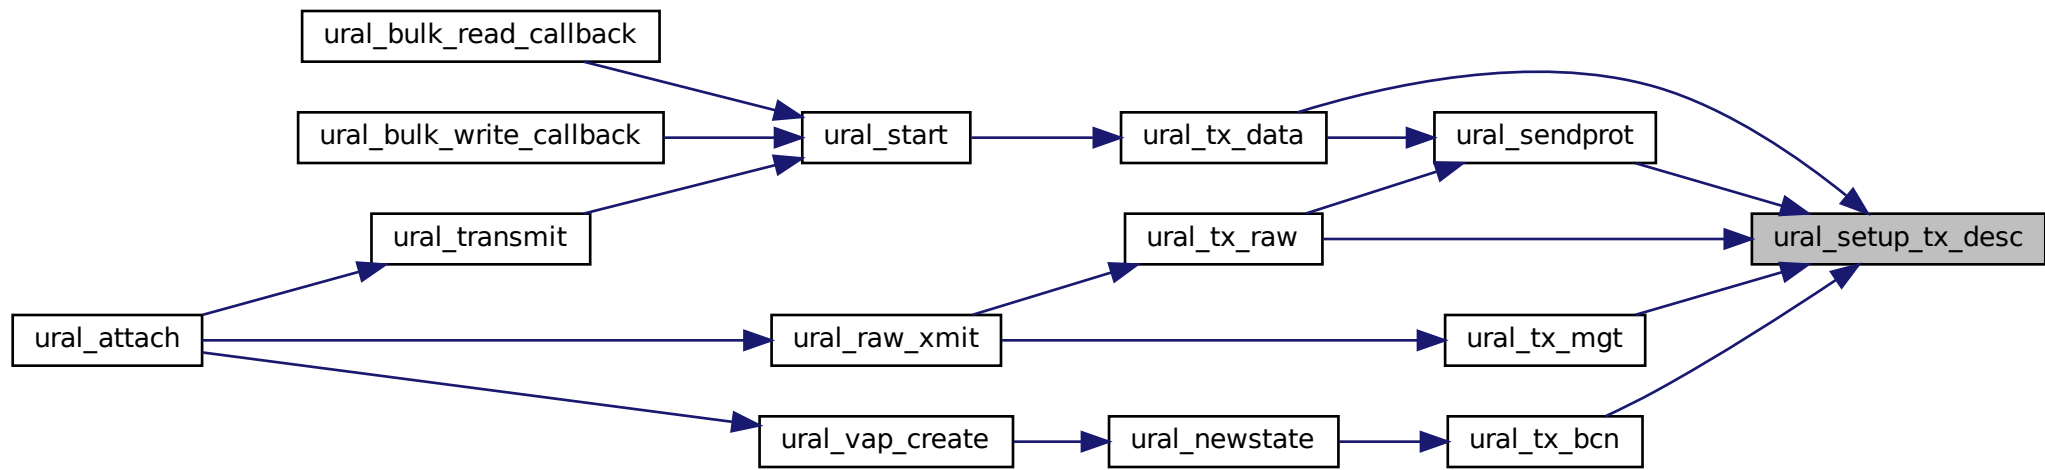 ural_bulk_read_callback
ural_bulk_write_callback
ural_start
ural_tx_data
ural_sendprot
ural_transmit
ural_tx_raw
ural_setup_tx_desc
ural_attach
ural_raw_xmit
ural_tx_mgt
ural_vap_create
ural_newstate
ural_tx_bcn